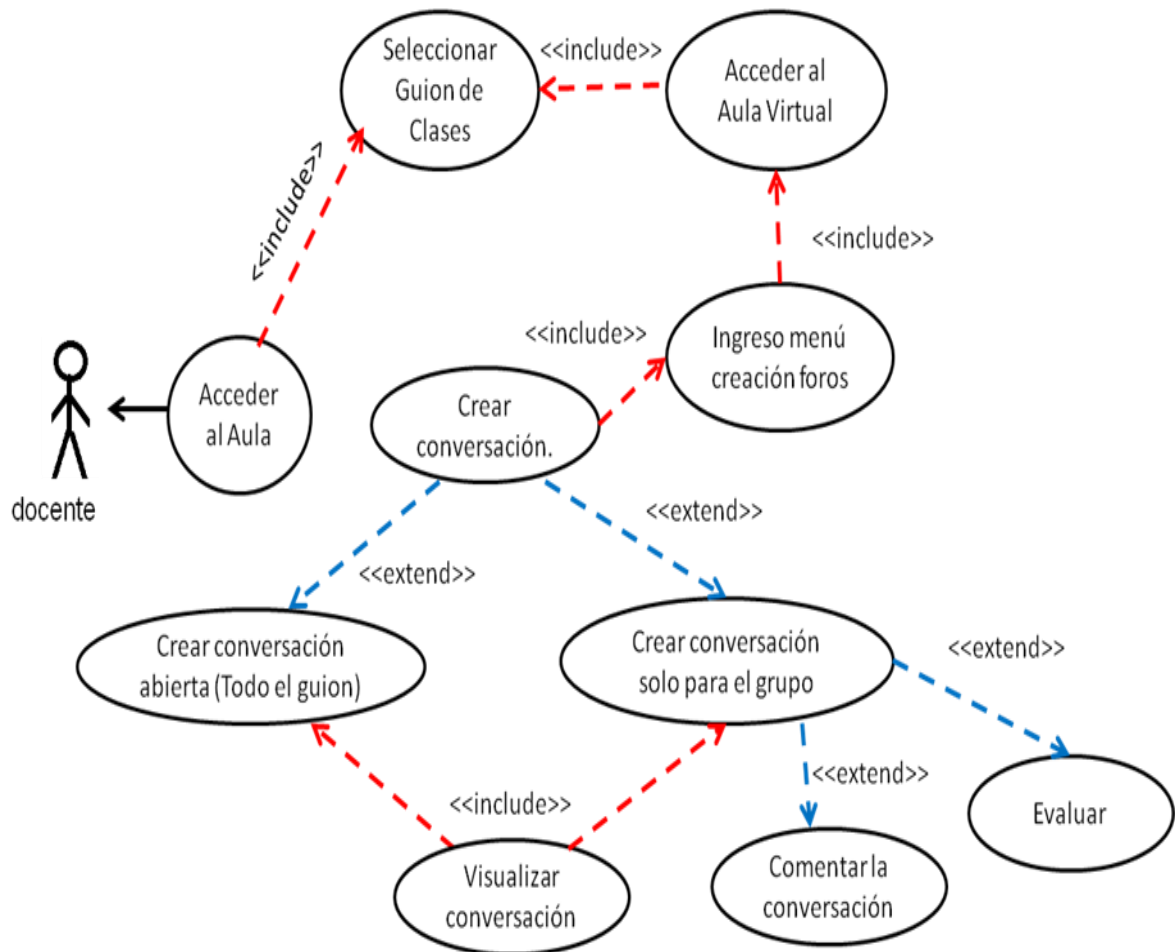 Seleccionar
Guion de
Clases
<<include>>
Acceder al
Aula Virtual
<<include>>
<<include>>
<<include>>
Ingreso menú
creación foros
Acceder
al Aula
docente
Crear
conversación.
<<extend>>
<<extend>>
Crear conversación
abierta (Todo el guion)
Crear conversación
solo para el grupo
<<extend>>
<<include>>
<<extend>>
Evaluar
Visualizar
conversación
Comentar la
conversación